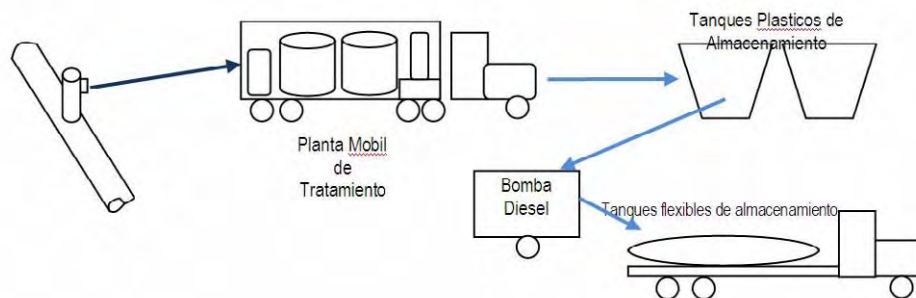 Tanques Plasticos de
Almacenamiento
Planta Mobil
de
Tratamiento
Bomba
Diesel
Tanques flexibles de almacenamiento